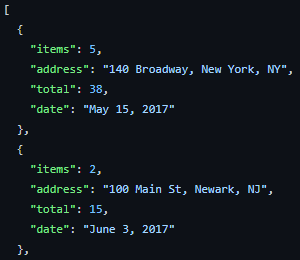 [
{
"items": 5,
"address": "140 Broadway, New York, NY",
"total": 38,
"date": "May 15, 2017"
},
{
"items": 2,
"address": "100 Main St, Newark, NJ",
"total": 15,
"date": "June 3, 2017"
},